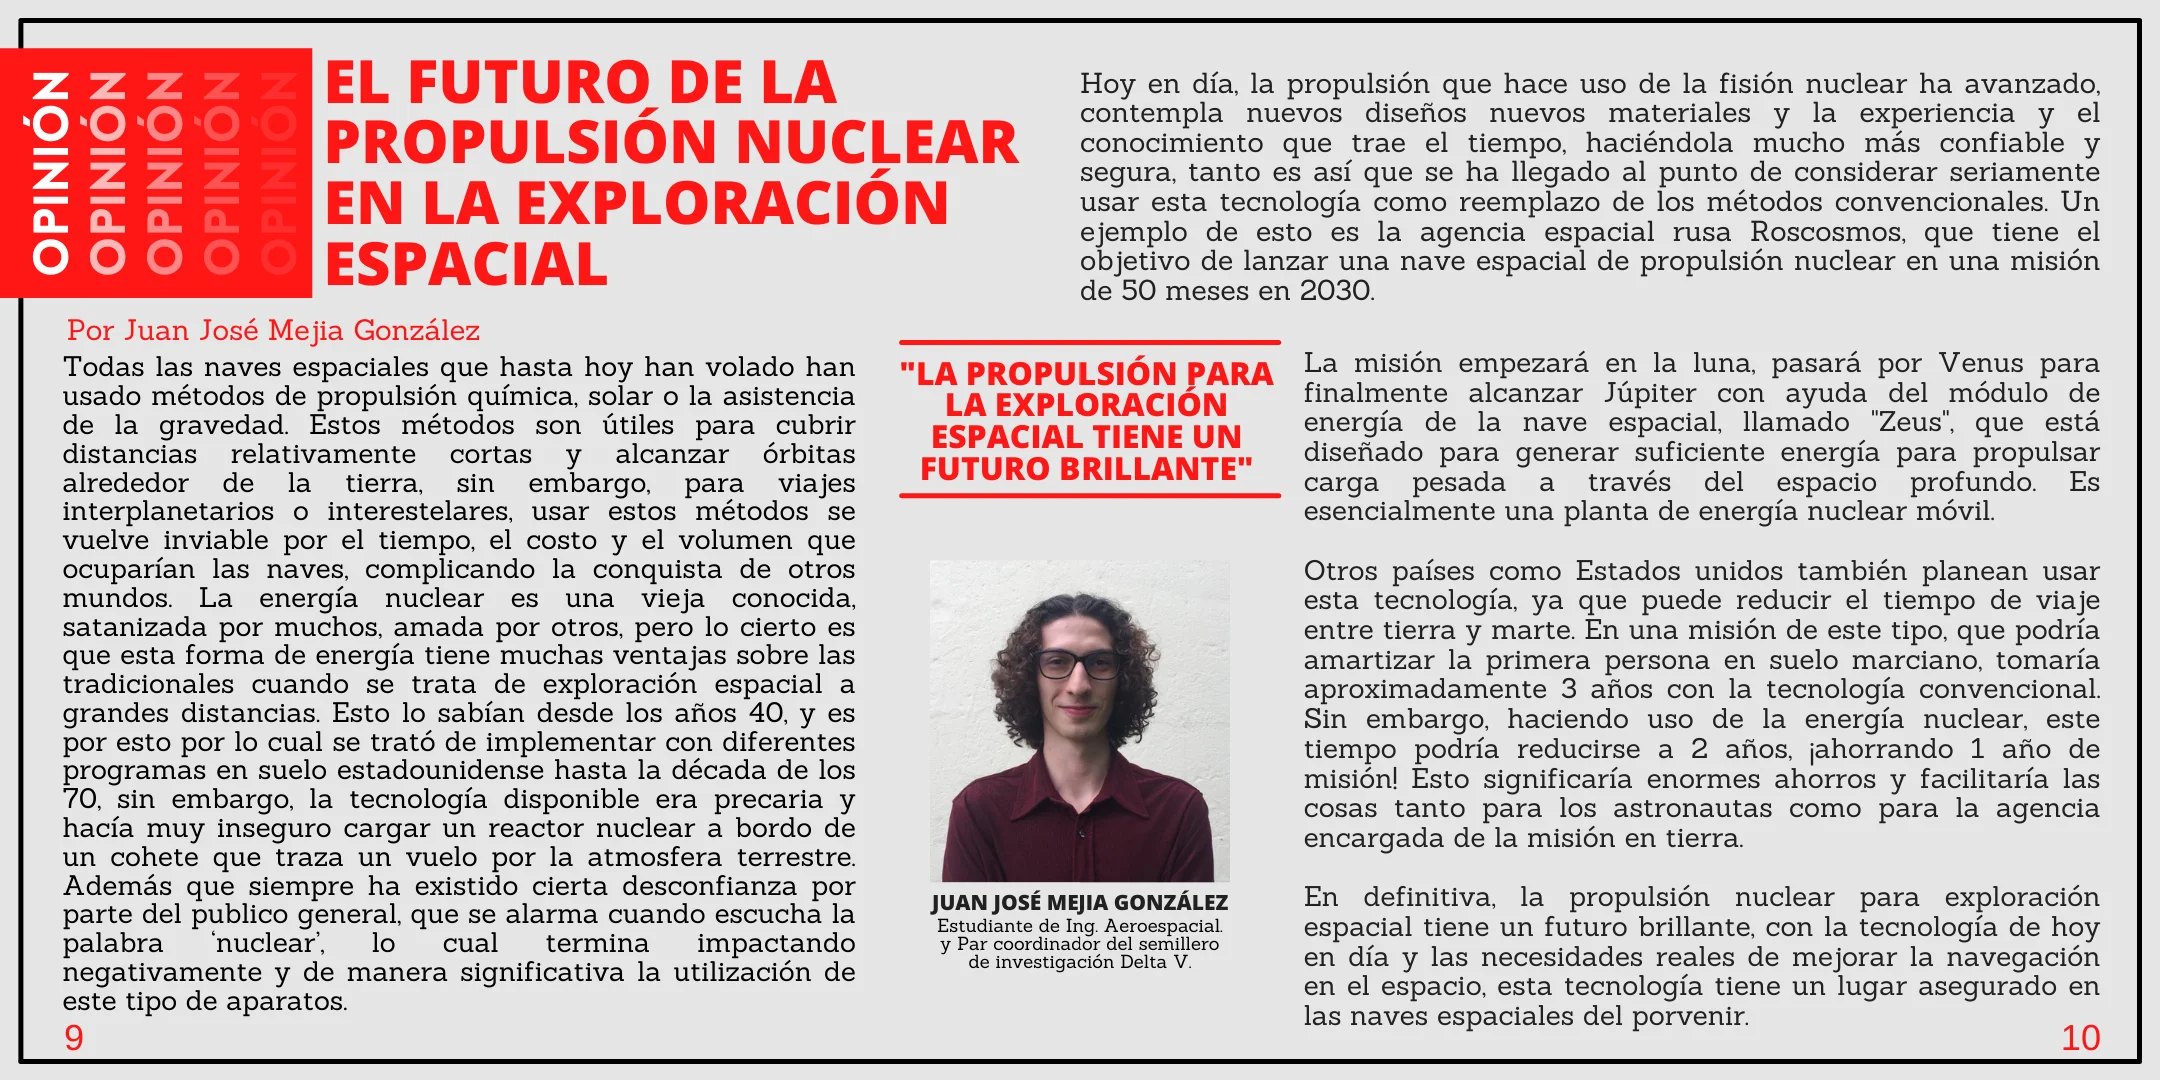 OPINIÓN
OPINIÓN
OPINIÓN
OPINIÓN
OPINIÓN
EL FUTURO DE LA
PROPULSIÓN NUCLEAR
EN LA EXPLORACIÓN
ESPACIAL
Por Juan José Mejia González
Todas las naves espaciales que hasta hoy han volado han
usado métodos de propulsión química, solar o la asistencia
de la gravedad. Estos métodos son útiles para cubrir
distancias relativamente cortas y alcanzar órbitas
alrededor de la tierra, sin embargo, para viajes
interplanetarios o interestelares, usar estos métodos se
vuelve inviable por el tiempo, el costo y el volumen que
ocuparían las naves, complicando la conquista de otros
mundos. La energía nuclear es una vieja conocida,
satanizada por muchos, amada por otros, pero lo cierto es
que esta forma de energía tiene muchas ventajas sobre las
tradicionales cuando se trata de exploración espacial a
grandes distancias. Esto lo sabían desde los años 40, y es
por esto por lo cual se trató de implementar con diferentes
programas en suelo estadounidense hasta la década de los
70, sin embargo, la tecnología disponible era precaria y
hacía muy inseguro cargar un reactor nuclear a bordo de
un cohete que traza un vuelo por la atmosfera terrestre.
Además que siempre ha existido cierta desconfianza por
parte del publico general, que se alarma cuando escucha la
palabra ‘nuclear’, lo cual termina impactando
negativamente y de manera significativa la utilización de
este tipo de aparatos.
9
Hoy en día, la propulsión que hace uso de la fisión nuclear ha avanzado,
contempla nuevos diseños nuevos materiales y la experiencia y el
conocimiento que trae el tiempo, haciéndola mucho más confiable y
segura, tanto es así que se ha llegado al punto de considerar seriamente
usar esta tecnología como reemplazo de los métodos convencionales. Un
ejemplo de esto es la agencia espacial rusa Roscosmos, que tiene el
objetivo de lanzar una nave espacial de propulsión nuclear en una misión
de 50 meses en 2030.
"LA PROPULSIÓN PARA
LA EXPLORACIÓN
ESPACIAL TIENE UN
FUTURO BRILLANTE"
JUAN JOSÉ MEJIA GONZÁLEZ
Estudiante de Ing. Aeroespacial.
y Par coordinador del semillero
de investigación Delta V.
La misión empezará en la luna, pasará por Venus para
finalmente alcanzar Júpiter con ayuda del módulo de
energía de la nave espacial, llamado "Zeus", que está
diseñado para generar suficiente energía para propulsar
carga pesada a través del espacio profundo. Es
esencialmente una planta de energía nuclear móvil.
Otros países como Estados unidos también planean usar
esta tecnología, ya que puede reducir el tiempo de viaje
entre tierra y marte. En una misión de este tipo, que podría
amartizar la primera persona en suelo marciano, tomaría
aproximadamente 3 años con la tecnología convencional.
Sin embargo, haciendo uso de la energía nuclear, este
tiempo podría reducirse a 2 años, ¡ahorrando 1 año de
misión! Esto significaría enormes ahorros y facilitaría las
cosas tanto para los astronautas como para la agencia
encargada de la misión en tierra.
En definitiva, la propulsión nuclear para exploración
espacial tiene un futuro brillante, con la tecnología de hoy
en día y las necesidades reales de mejorar la navegación
en el espacio, esta tecnología tiene un lugar asegurado en
las naves espaciales del porvenir.
10